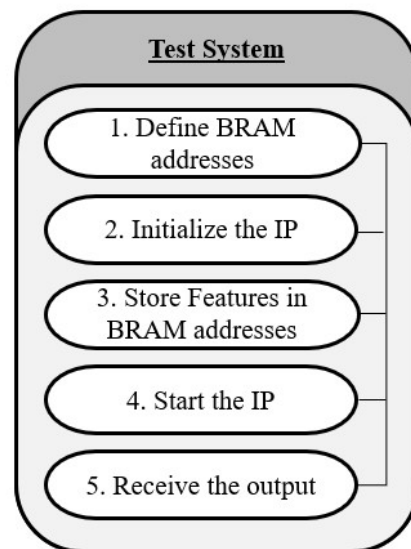 Test System
1. Define BRAM
addresses
2. Initialize the IP
3. Store Features in
BRAM addresses
4. Start the IP
5. Receive the output